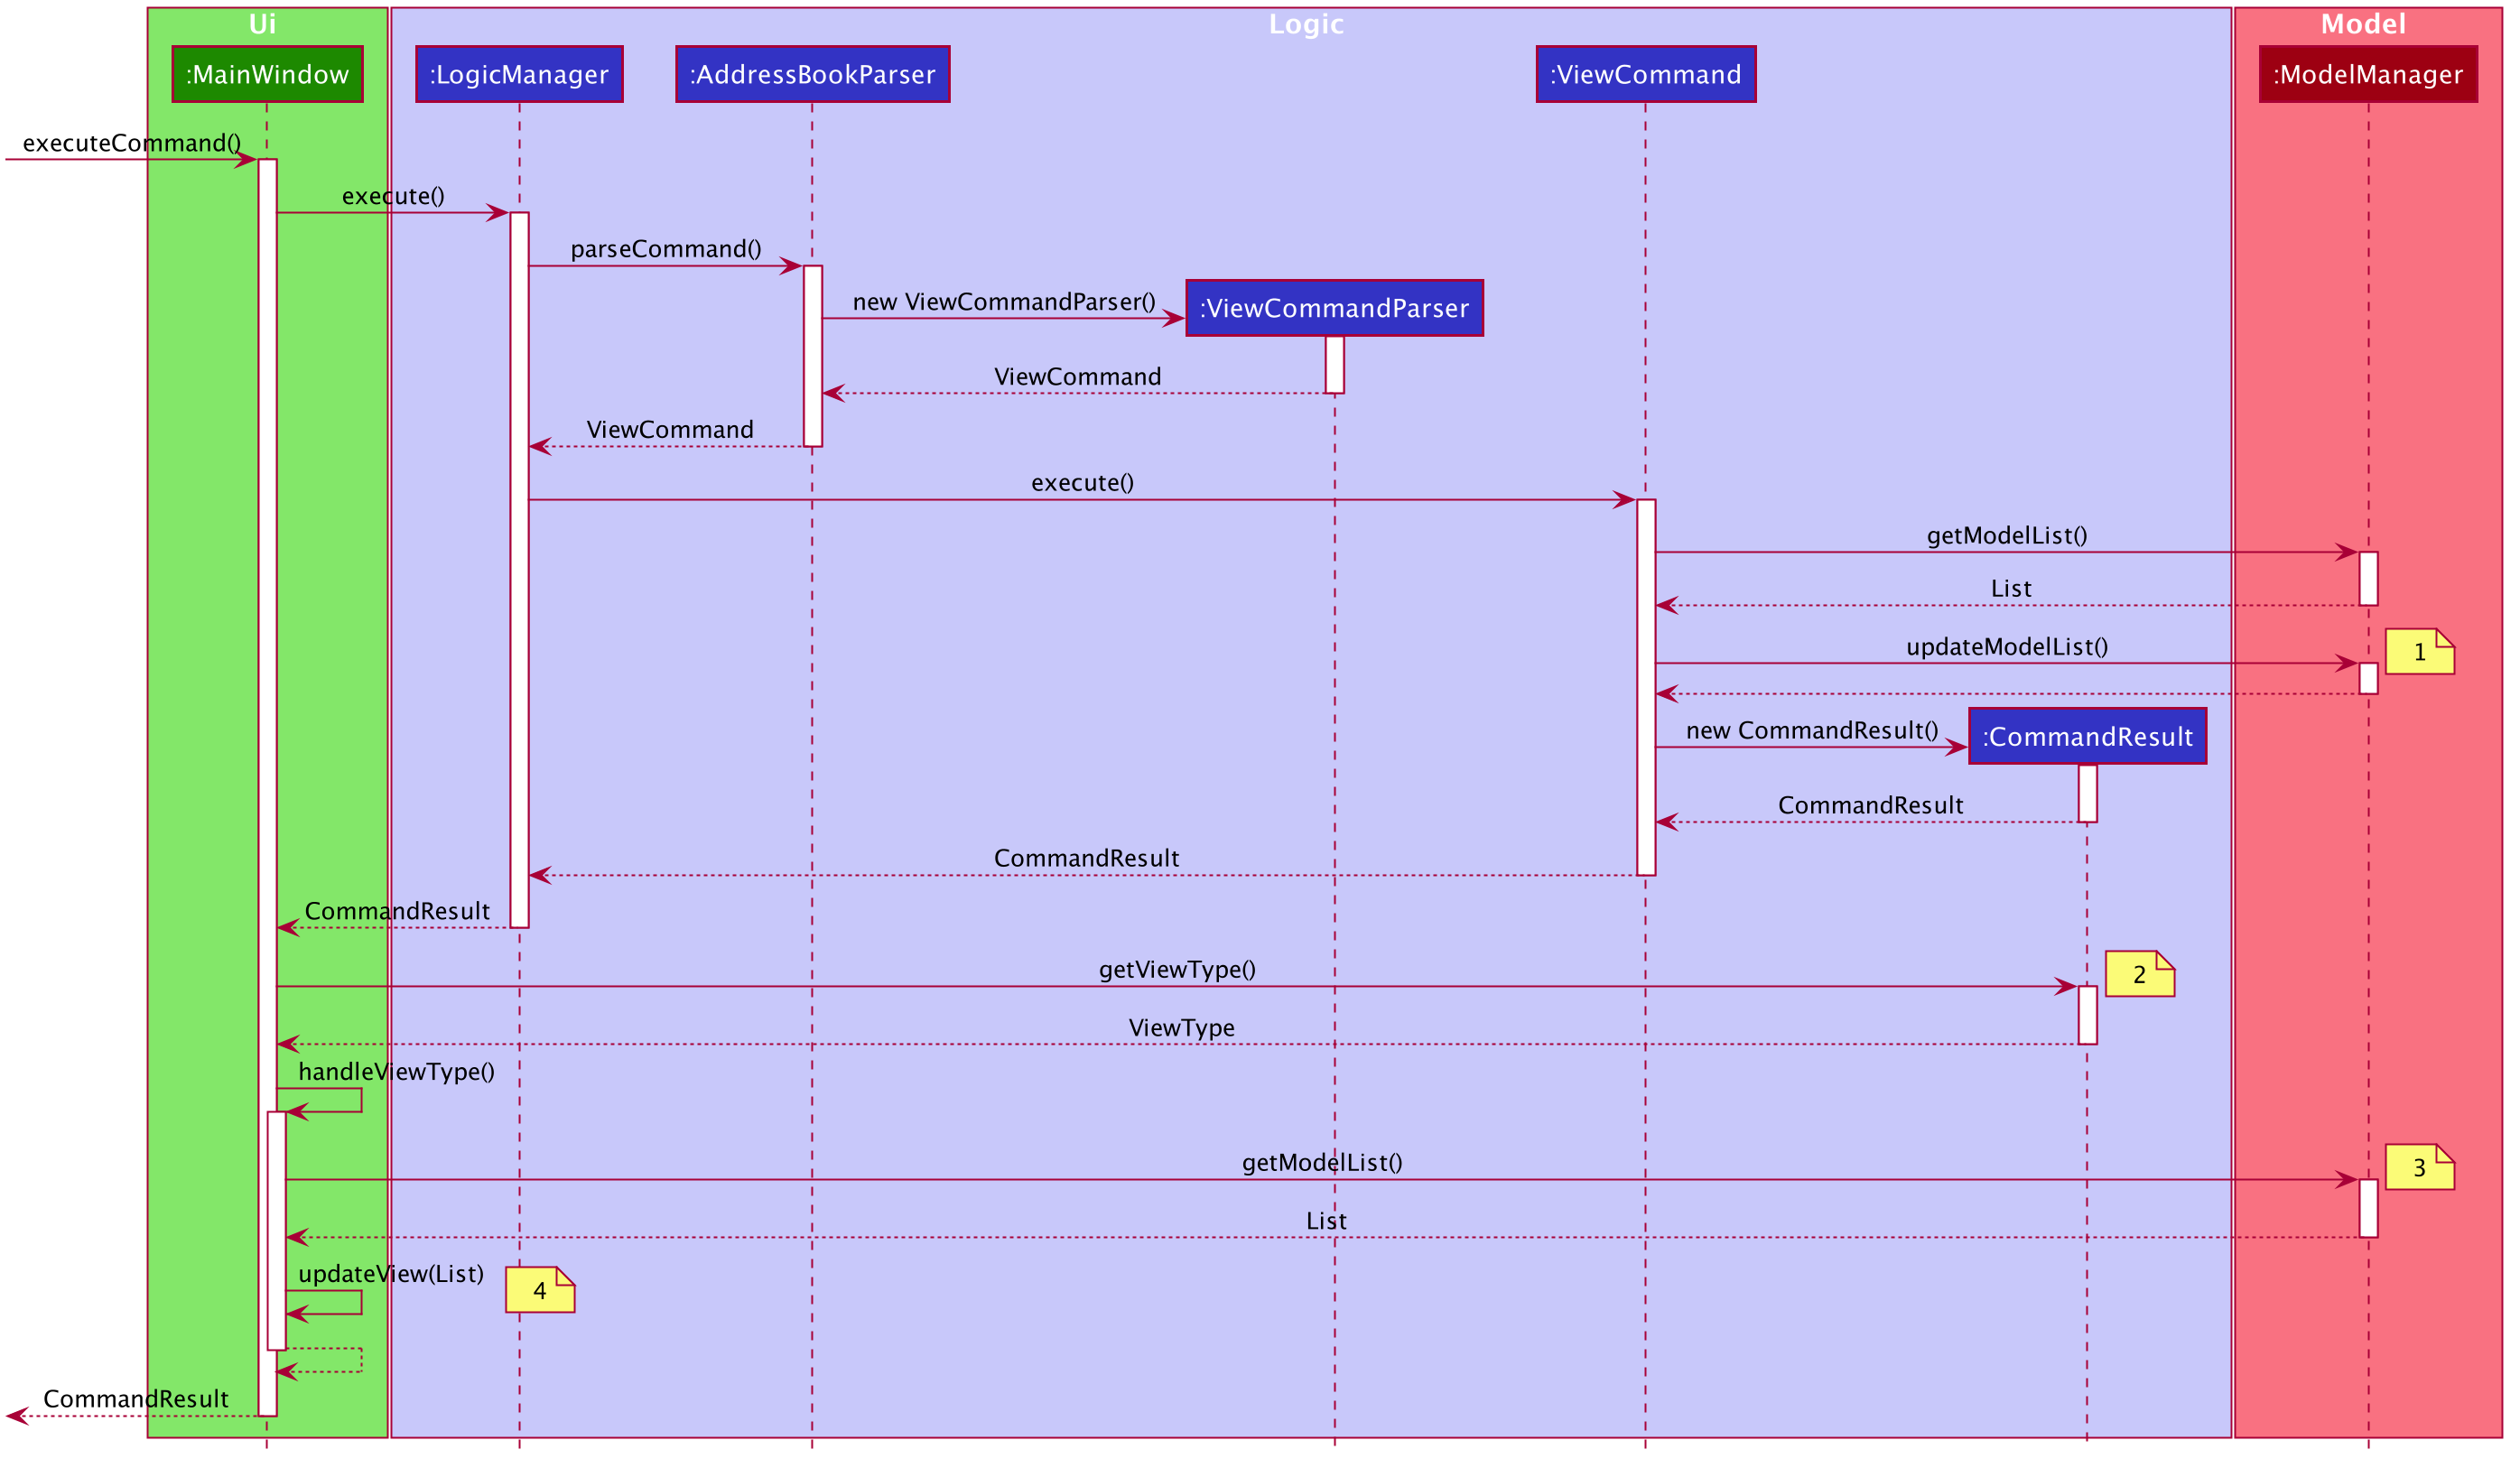 Ui
Logic
Model
:MainWindow
:LogicManager
:AddressBookParser
:ViewCommand
:ModelManager
executeCommand()
execute()
parseCommand()
new ViewCommandParser()
:ViewCommandParser
ViewCommand
ViewCommand
execute()
getModelList()
List
updateModelList()
1
new CommandResult()
:CommandResult
CommandResult
CommandResult
CommandResult
getViewType()
2
ViewType
handleViewType()
getModelList()
3
List
updateView(List)
4
CommandResult